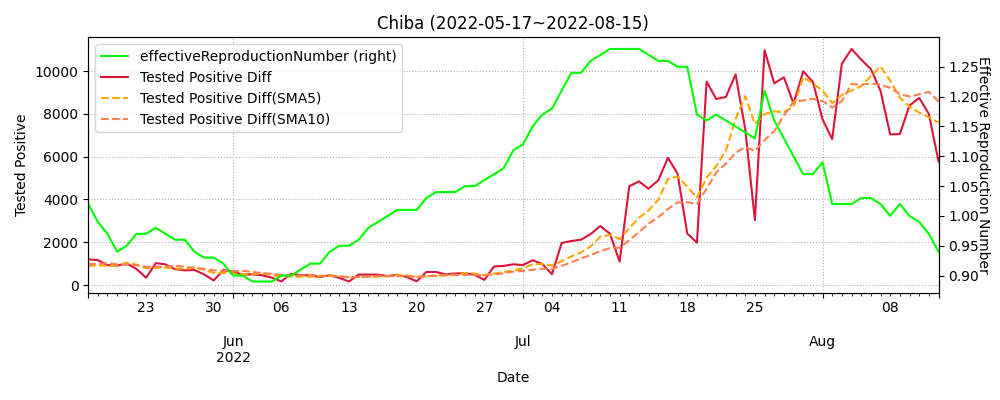 Chiba (2022-05-17~2022-08-15)
effectiveReproductionNumber (right)
Tested Positive Diff
Tested Positive Diff(SMA5)
Tested Positive Diff(SMA10)
Tested Positive
10000
8000
6000
4000
2000
0
Effective Reproduction Number
1.25
1.20
1.15
1.10
1.05
1.00
0.95
0.90
23 30 06 13 20 27 04 11 18 25 08
Jun Jul Aug
2022
Date